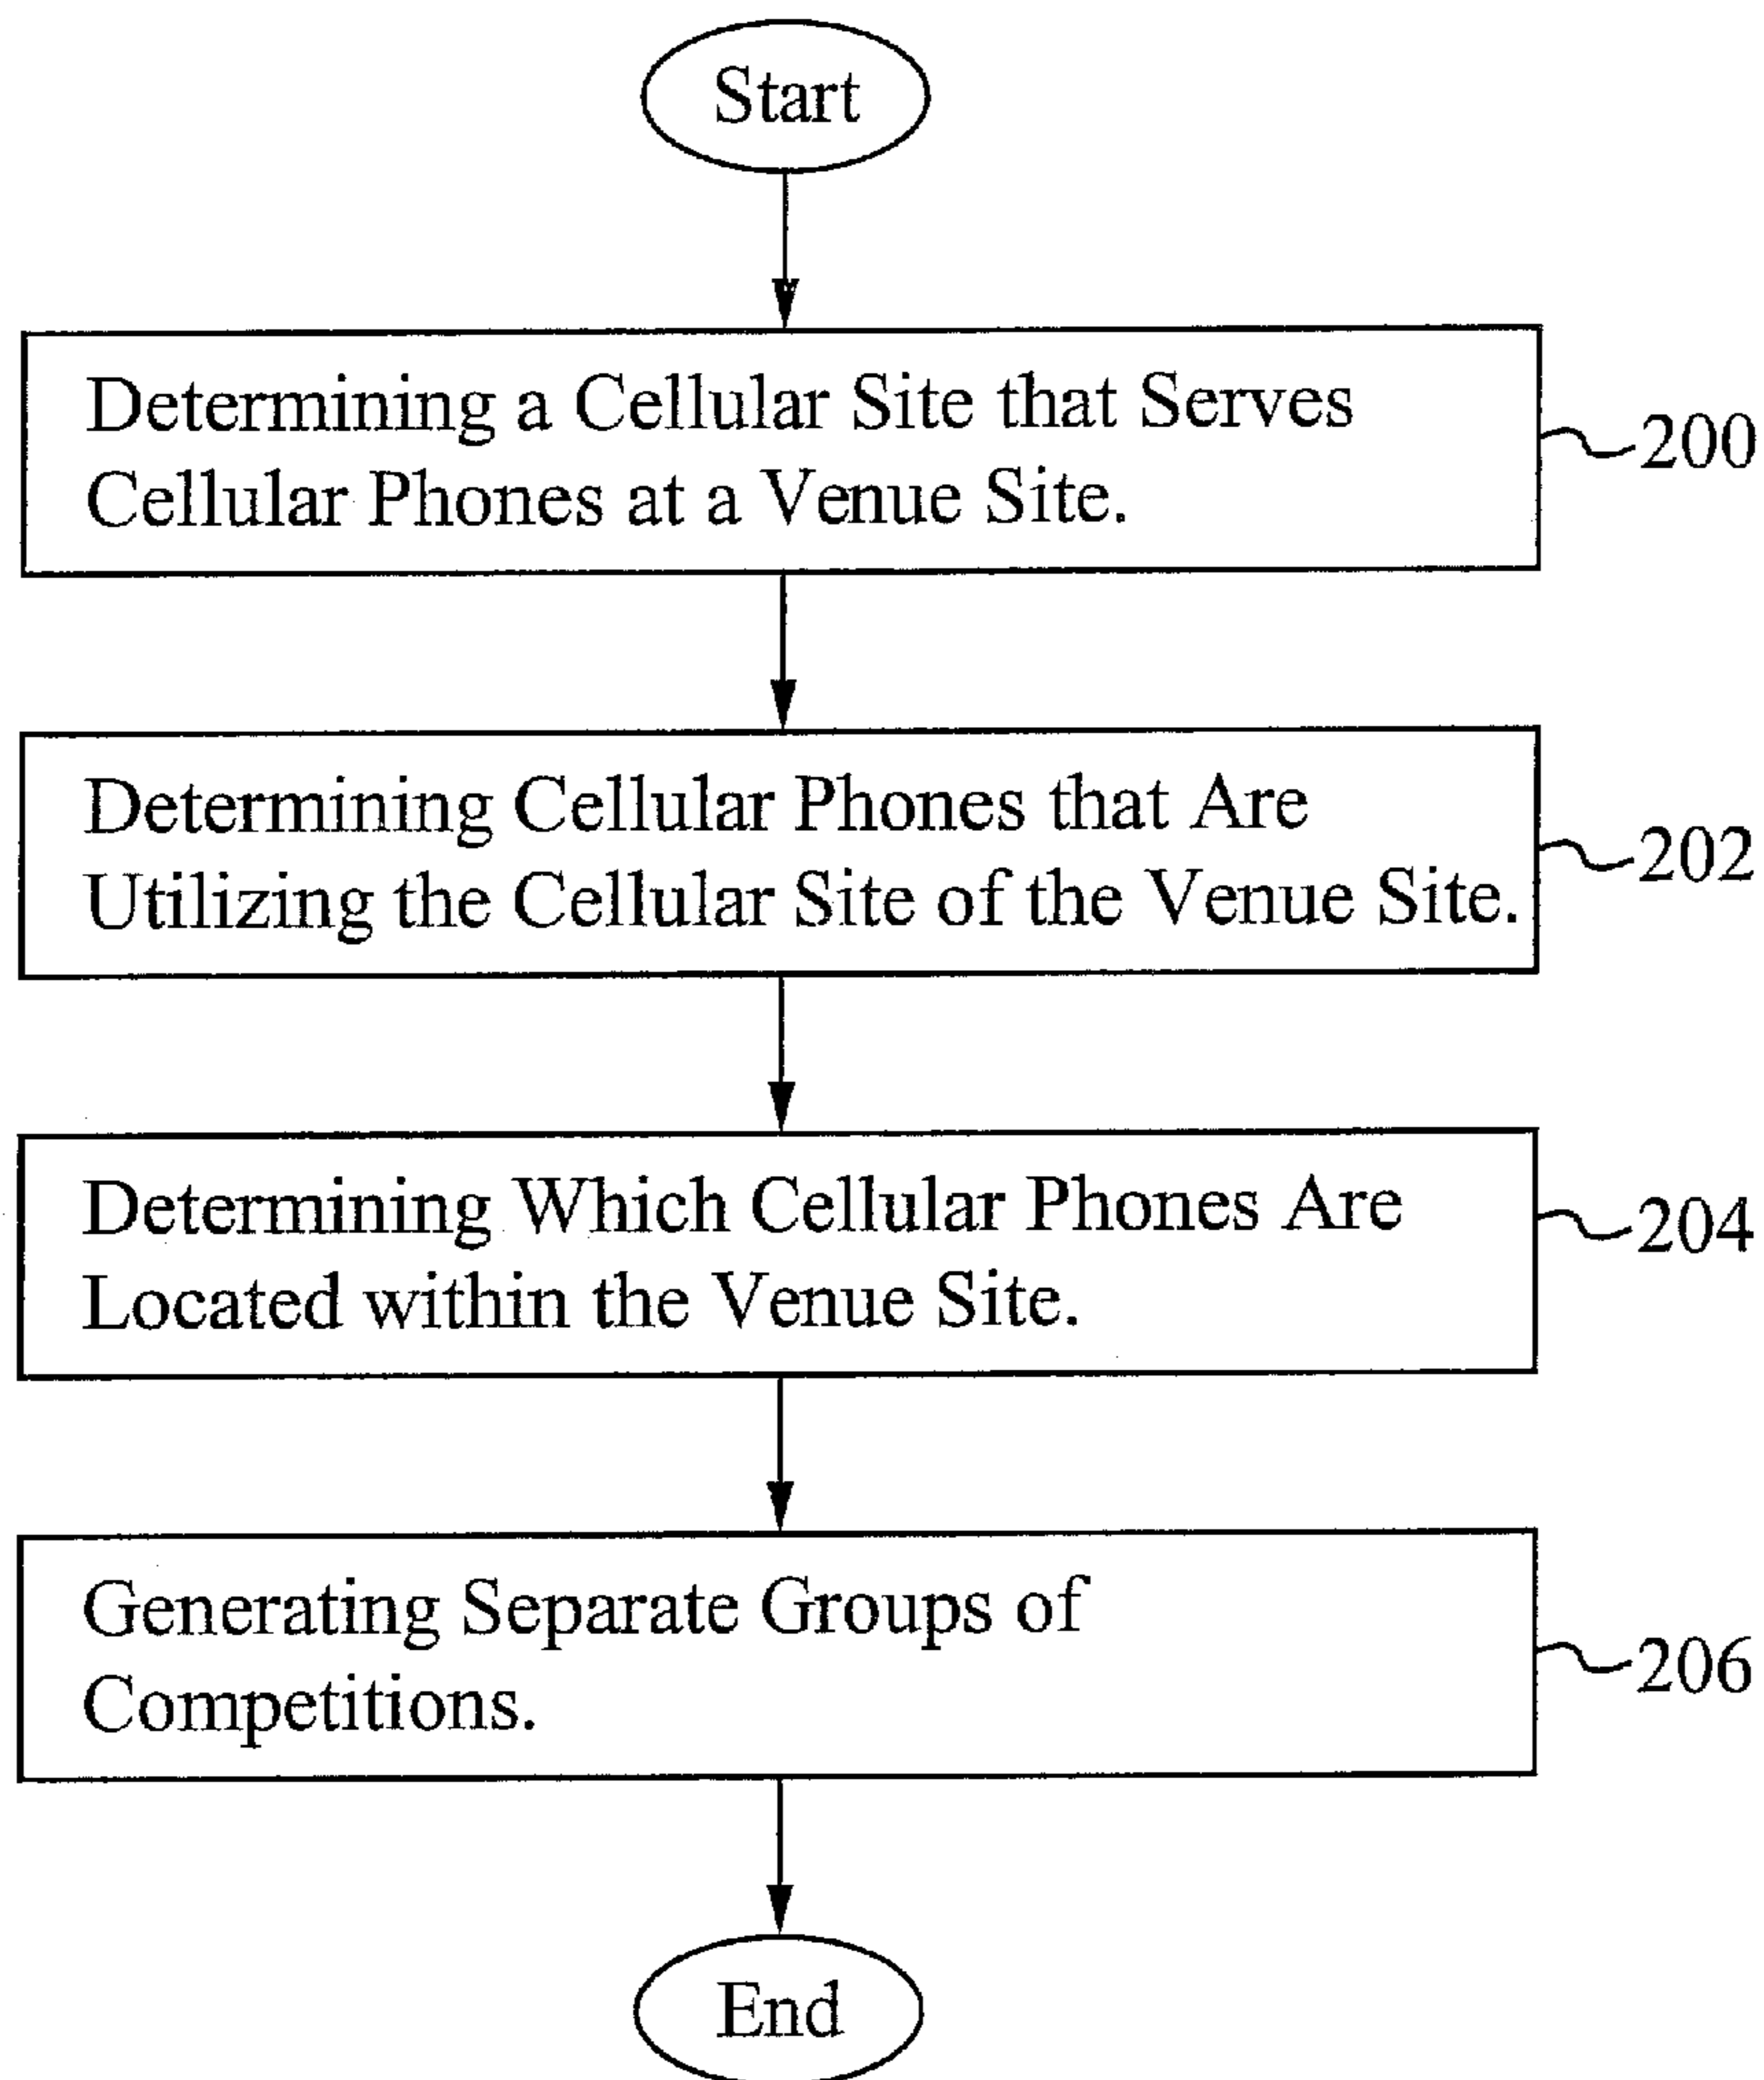 Start
Determining a Cellular Site that Serves
Cellular Phones at a Venue Site.
200
Determining Cellular Phones that Are
Utilizing the Cellular Site of the Venue Site.
202
Determining Which Cellular Phones Are
Located within the Venue Site.
204
Generating Separate Groups of
Competitions.
206
End